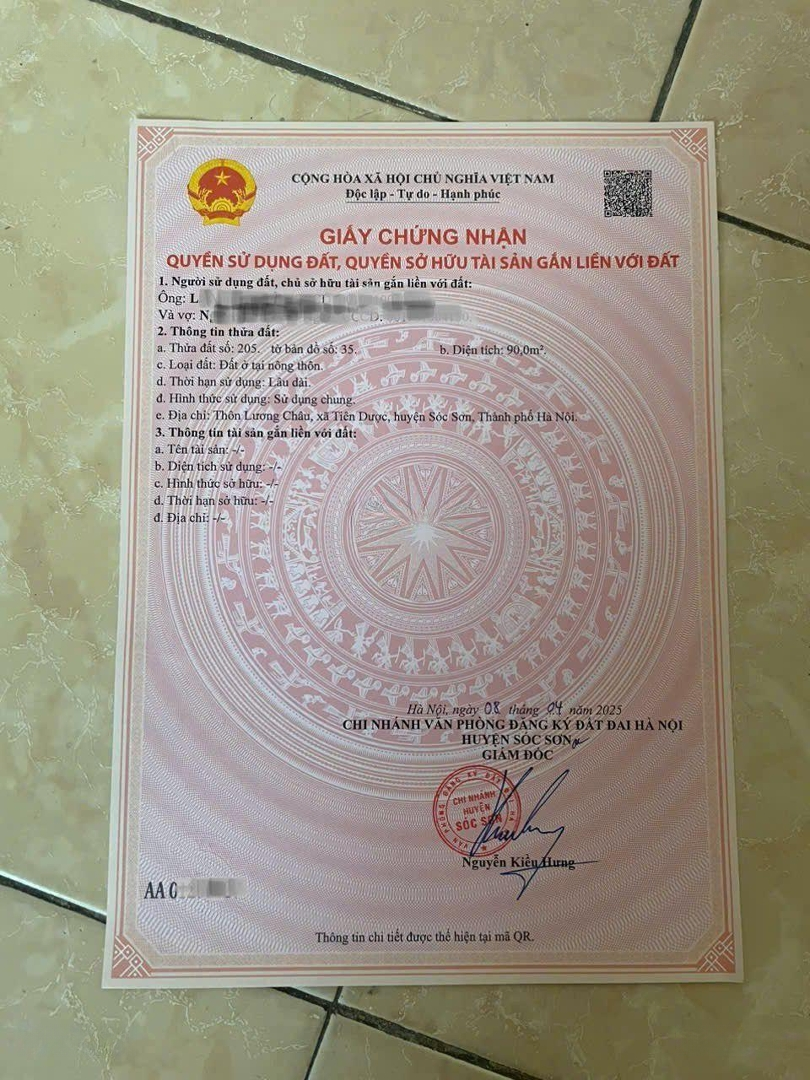 CỘNG HÒA XÃ HỘI CHỦ NGHĨA VIỆT NAM
Độc lập - Tự do - Hạnh phúc
GIẤY CHỨNG NHẬN
QUYỀN SỬ DỤNG ĐẤT, QUYỀN SỞ HỮU TÀI SẢN GẮN LIỀN VỚI ĐẤT
1. Người sử dụng đất, chủ sở hữu tài sản gắn liền với đất:
Ông: L
Và vợ: N
2. Thông tin thửa đất:
a. Thửa đất số: 205. tờ bản đồ số: 35. b. Diện tích: 90,0m².
c. Loại đất: Đất ở tại nông thôn.
d. Thời hạn sử dụng: Lâu dài.
đ. Hình thức sử dụng: Sử dụng chung.
e. Địa chỉ: Thôn Lương Châu, xã Tiên Dược, huyện Sóc Sơn, Thành phố Hà Nội.
3. Thông tin tài sản gắn liền với đất:
a. Tên tài sản: -/-
b. Diện tích sử dụng: -/-
c. Hình thức sở hữu: -/-
d. Thời hạn sở hữu: -/-
đ. Địa chỉ: -/-
Hà Nội, ngày 08 tháng 04 năm 2025
CHI NHÁNH VĂN PHÒNG ĐĂNG KÝ ĐẤT ĐAI HÀ NỘI
HUYỆN SÓC SƠN
GIÁM ĐỐC
VĂN PHÒNG ĐĂNG KÝ ĐẤT ĐAI HÀ
CHI NHÁNH
HUYỆN
SÓC SƠN
Nguyễn Kiều Hưng
AA 0
Thông tin chi tiết được thể hiện tại mã QR.